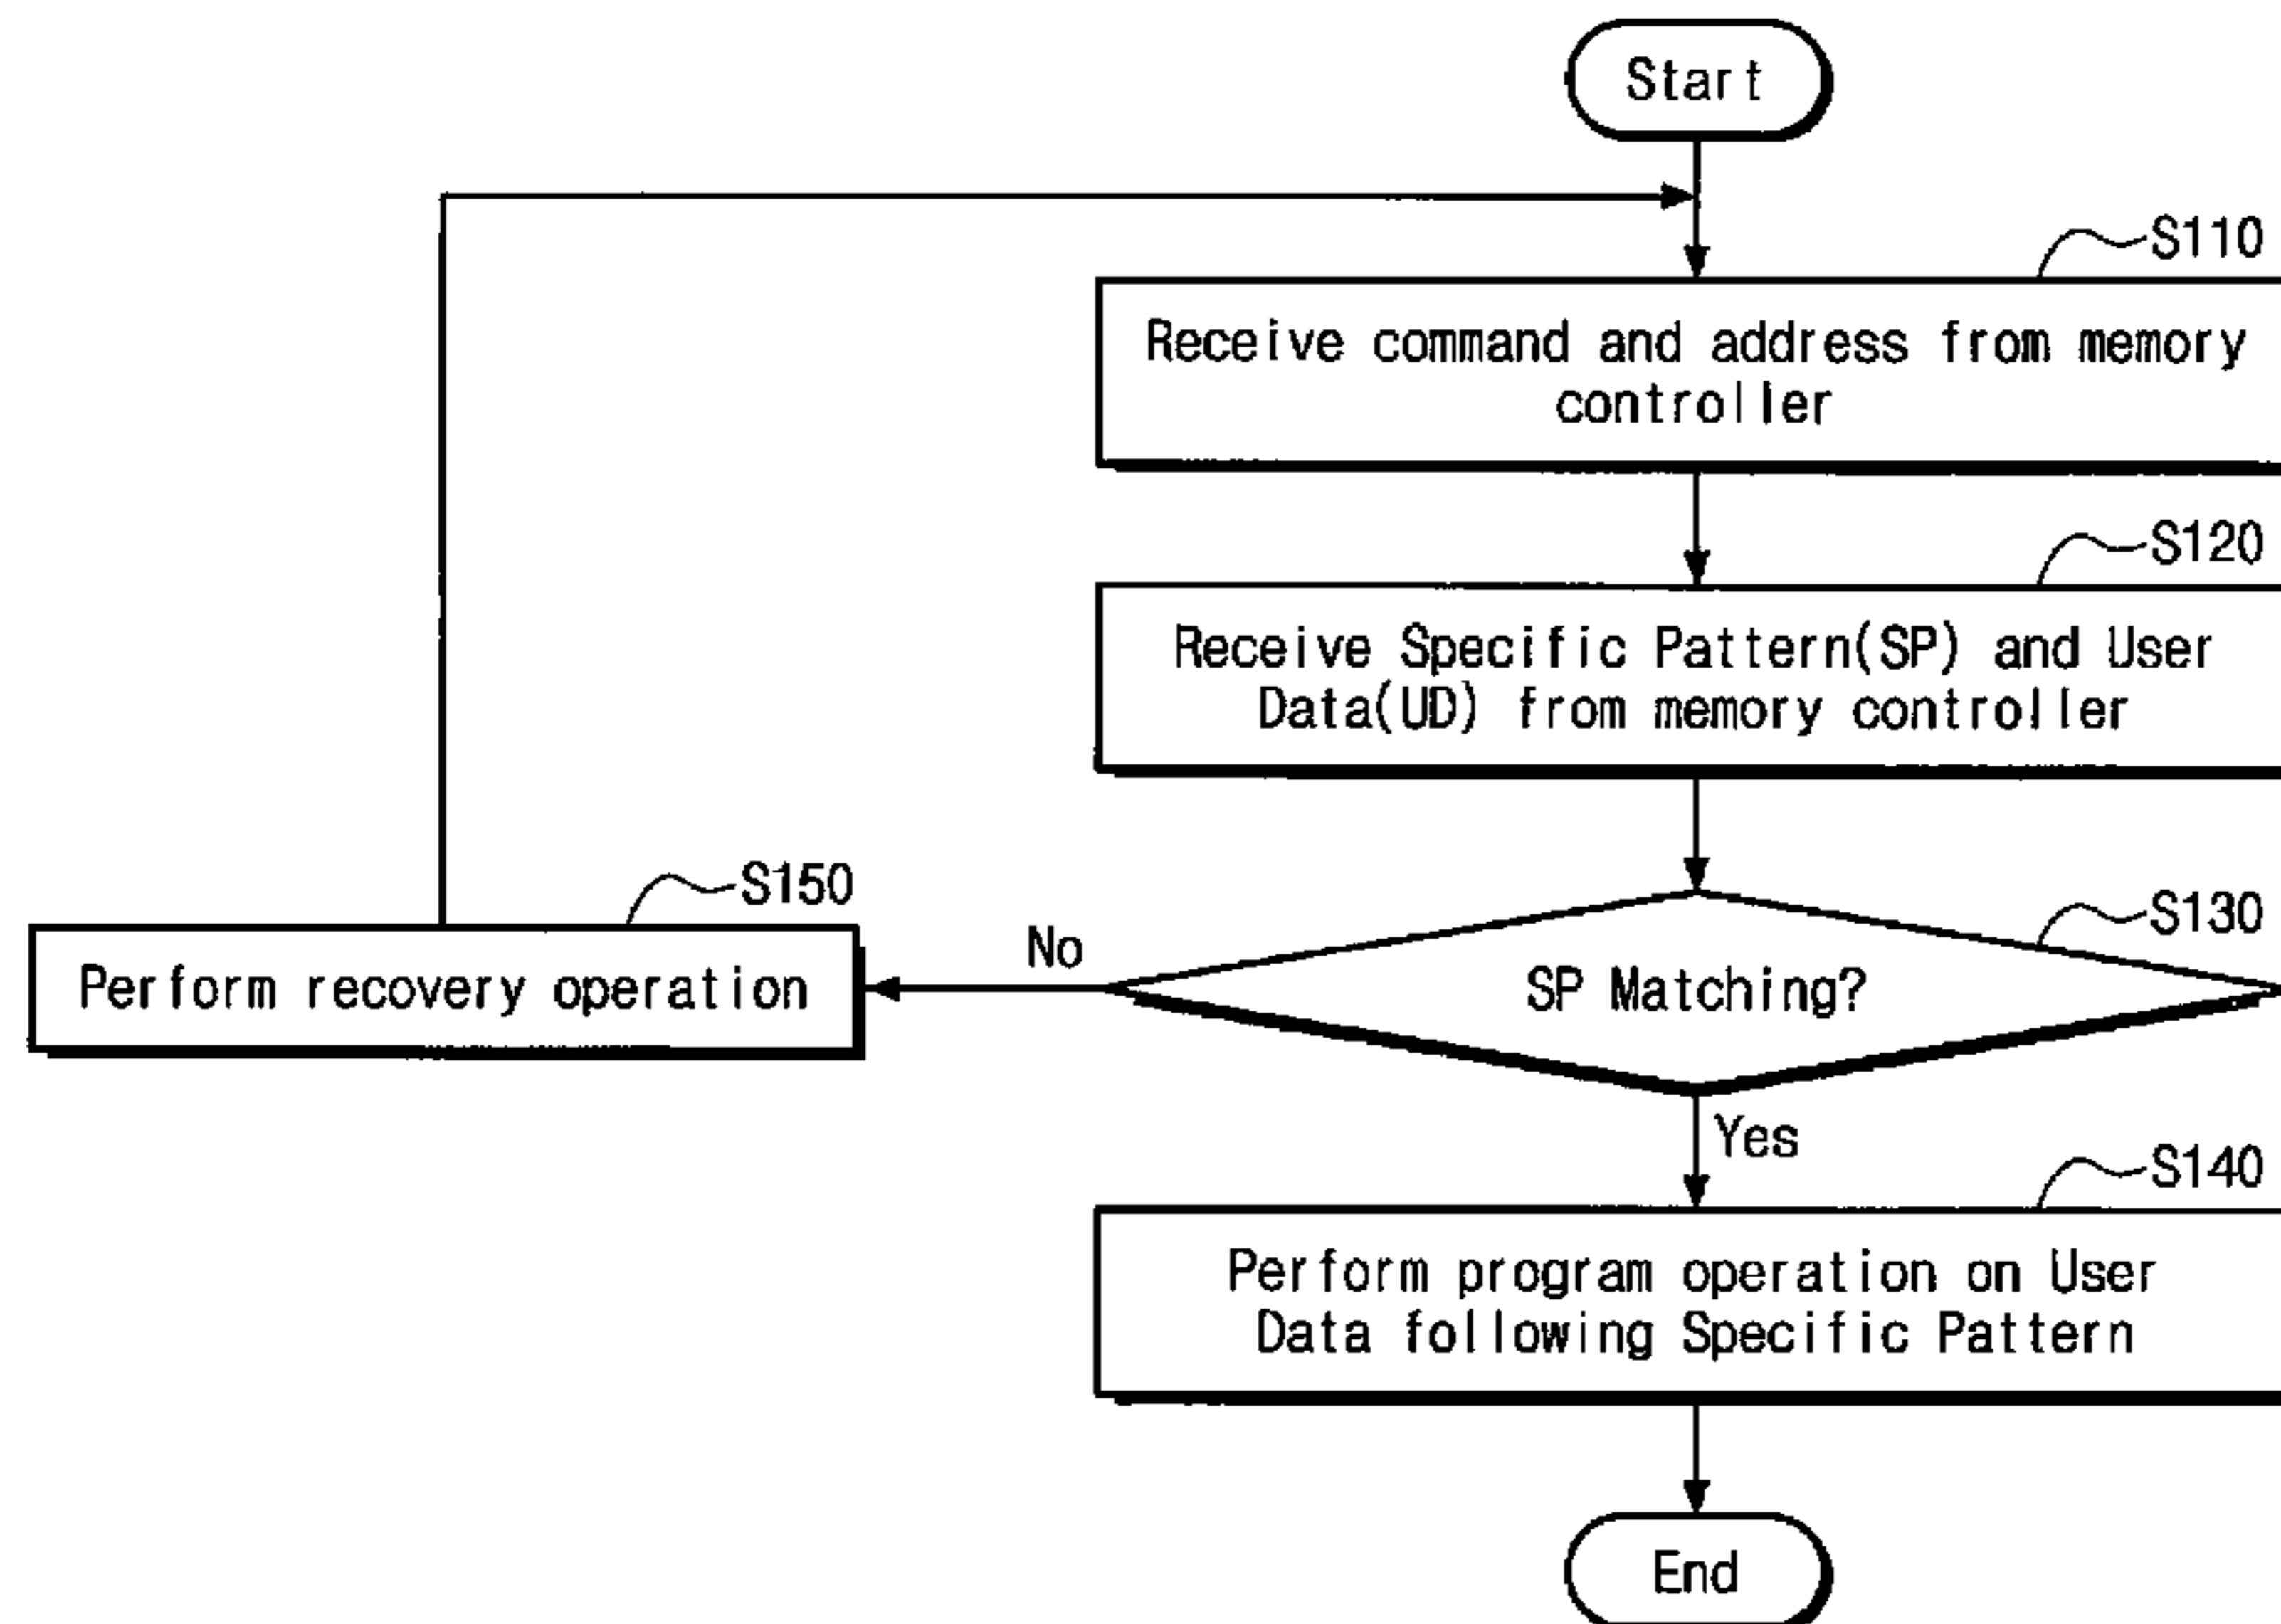 Start
S110
Receive command and address from memory
controller
S120
Receive Specific Pattern(SP) and User
Data(UD) from memory controller
S150
S130
No
Perform recovery operation
SP Matching?
Yes
S140
Perform program operation on User
Data following Specific Pattern
End